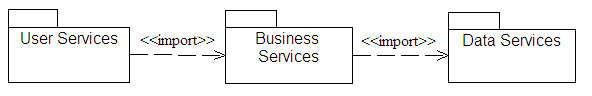 User Services
<<import>>
Business
Services
<<import>>
Data Services